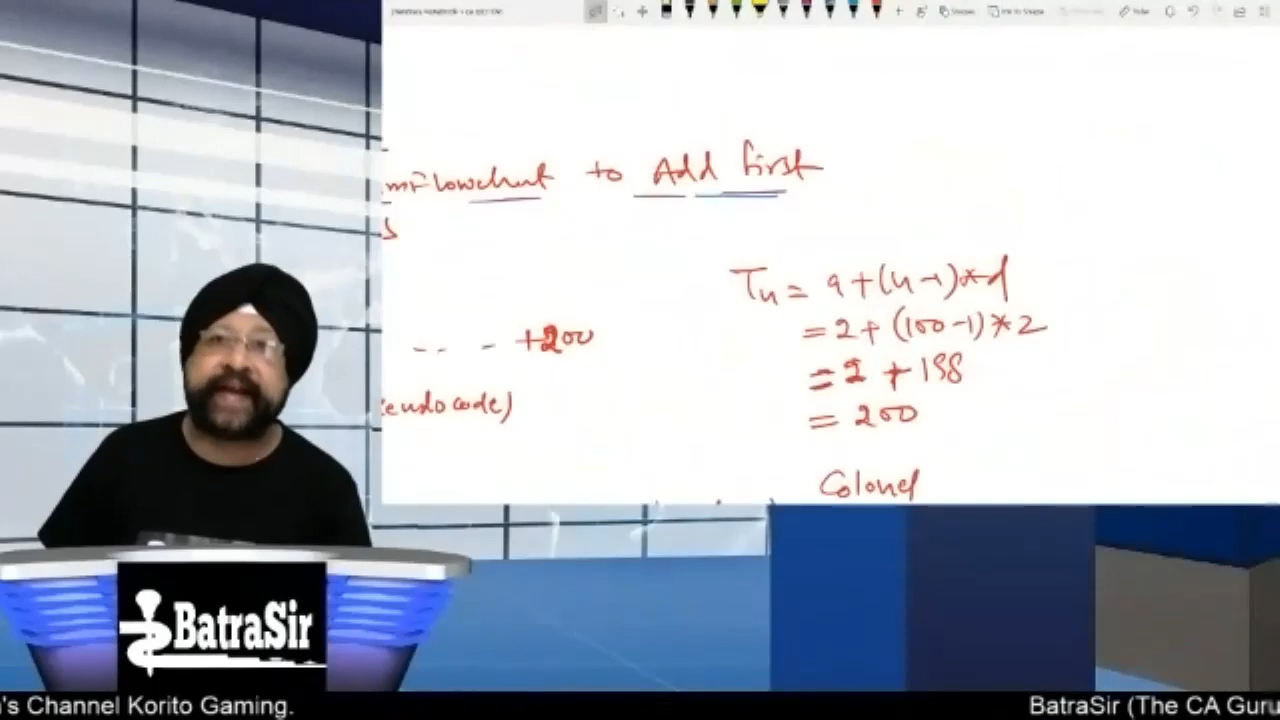 mFlowchart to Add first
s
Tn = a+(n-1)*d
= 2+(100-1)*2
-- - +200
= 2 + 198
eudocode)
= 200
Colonel
BatraSir
's Channel Korito Gaming.
BatraSir (The CA Guru